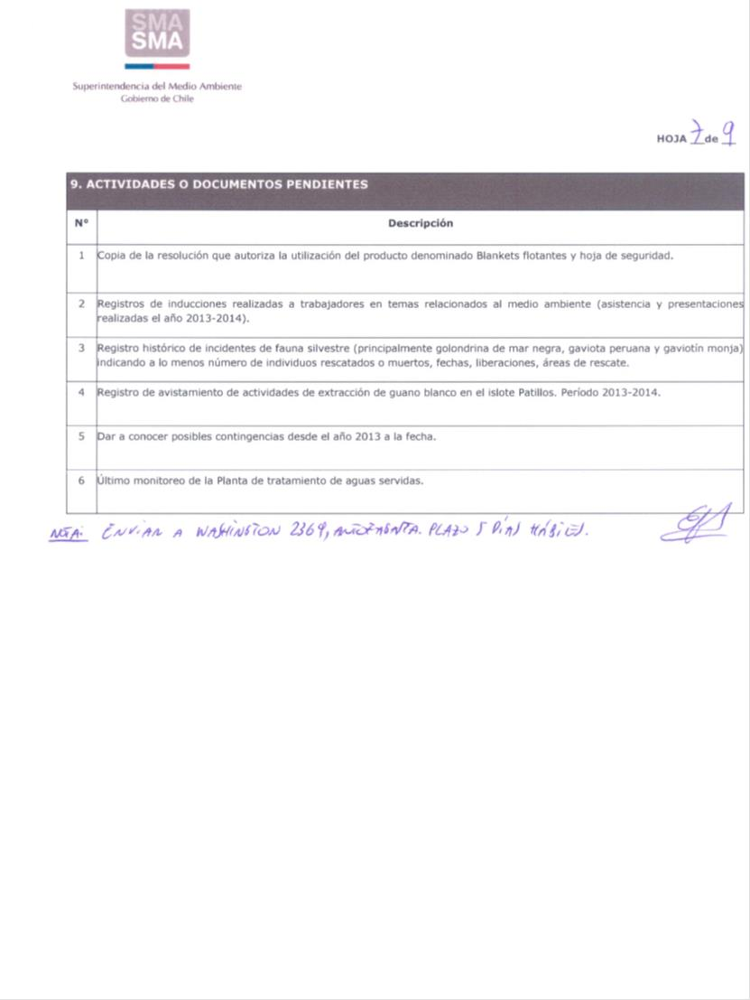 SMA
SMA
Superintendencia del Medio Ambiente
Gobierno de Chile
HOJA 7 de 9
9. ACTIVIDADES O DOCUMENTOS PENDIENTES
Nº Descripción
1 Copia de la resolución que autoriza la utilización del producto denominado Blankets flotantes y hoja de seguridad.
2 Registros de inducciones realizadas a trabajadores en temas relacionados al medio ambiente (asistencia y presentaciones
realizadas el año 2013-2014).
3 Registro histórico de incidentes de fauna silvestre (principalmente golondrina de mar negra, gaviota peruana y gaviotín monja)
indicando a lo menos número de individuos rescatados o muertos, fechas, liberaciones, áreas de rescate.
4 Registro de avistamiento de actividades de extracción de guano blanco en el islote Patillos. Período 2013-2014.
5 Dar a conocer posibles contingencias desde el año 2013 a la fecha.
6 Último monitoreo de la Planta de tratamiento de aguas servidas.
NOTA: ENVIAR A WASHINGTON 2369, ANTOFAGASTA. PLAZO 5 DÍAS HÁBILES.